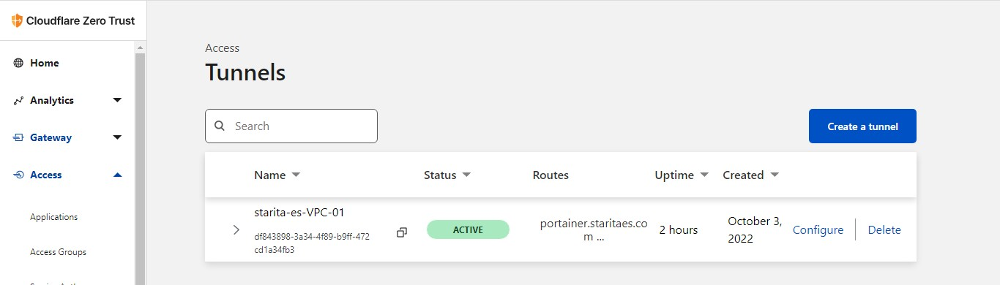 Cloudflare Zero Trust
Home
Analytics
Gateway
Access
Applications
Access Groups
Access
Tunnels
Search
Create a tunnel
Name Status Routes Uptime Created
starita-es-VPC-01
df843898-3a34-4f89-b9ff-472
cd1a34fb3
ACTIVE
portainer.staritaes.co
m ...
2 hours
October 3,
2022
Configure Delete